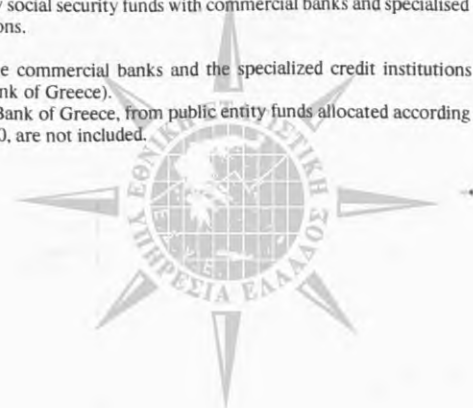 y social security funds with commercial banks and specialised
ons.
e commercial banks and the specialized credit institutions
nk of Greece).
Bank of Greece, from public entity funds allocated according
0, are not included.
ΕΘΝΙΚΗ ΣΤΑΤΙΣΤΙΚΗ
ΥΠΗΡΕΣΙΑ ΕΛΛΑΔΟΣ
Ε.Σ.Υ.Ε.